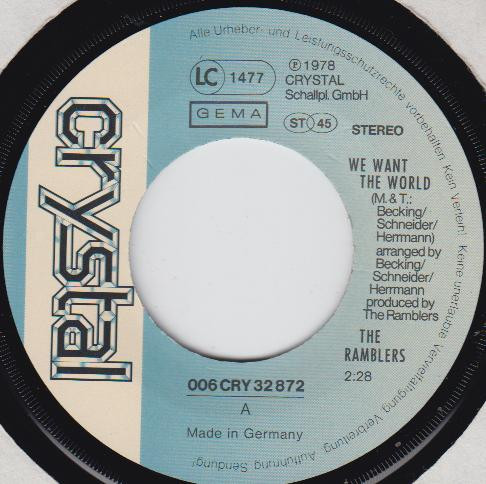 Alle Urheber- und Leistungsschutzrechte vorbehalten Kein Verleih! Keine unerlaubte Vervielfältigung Verbreitung Aufführung Sendung!
crystal
LC 1477
GEMA
℗ 1978
CRYSTAL
Schallpl. GmbH
ST 45
STEREO
WE WANT
THE WORLD
(M. & T.:
Becking/
Schneider/
Herrmann)
arranged by
Becking/
Schneider/
Herrmann
produced by
The Ramblers
THE
RAMBLERS
2:28
006 CRY 32 872
A
Made in Germany